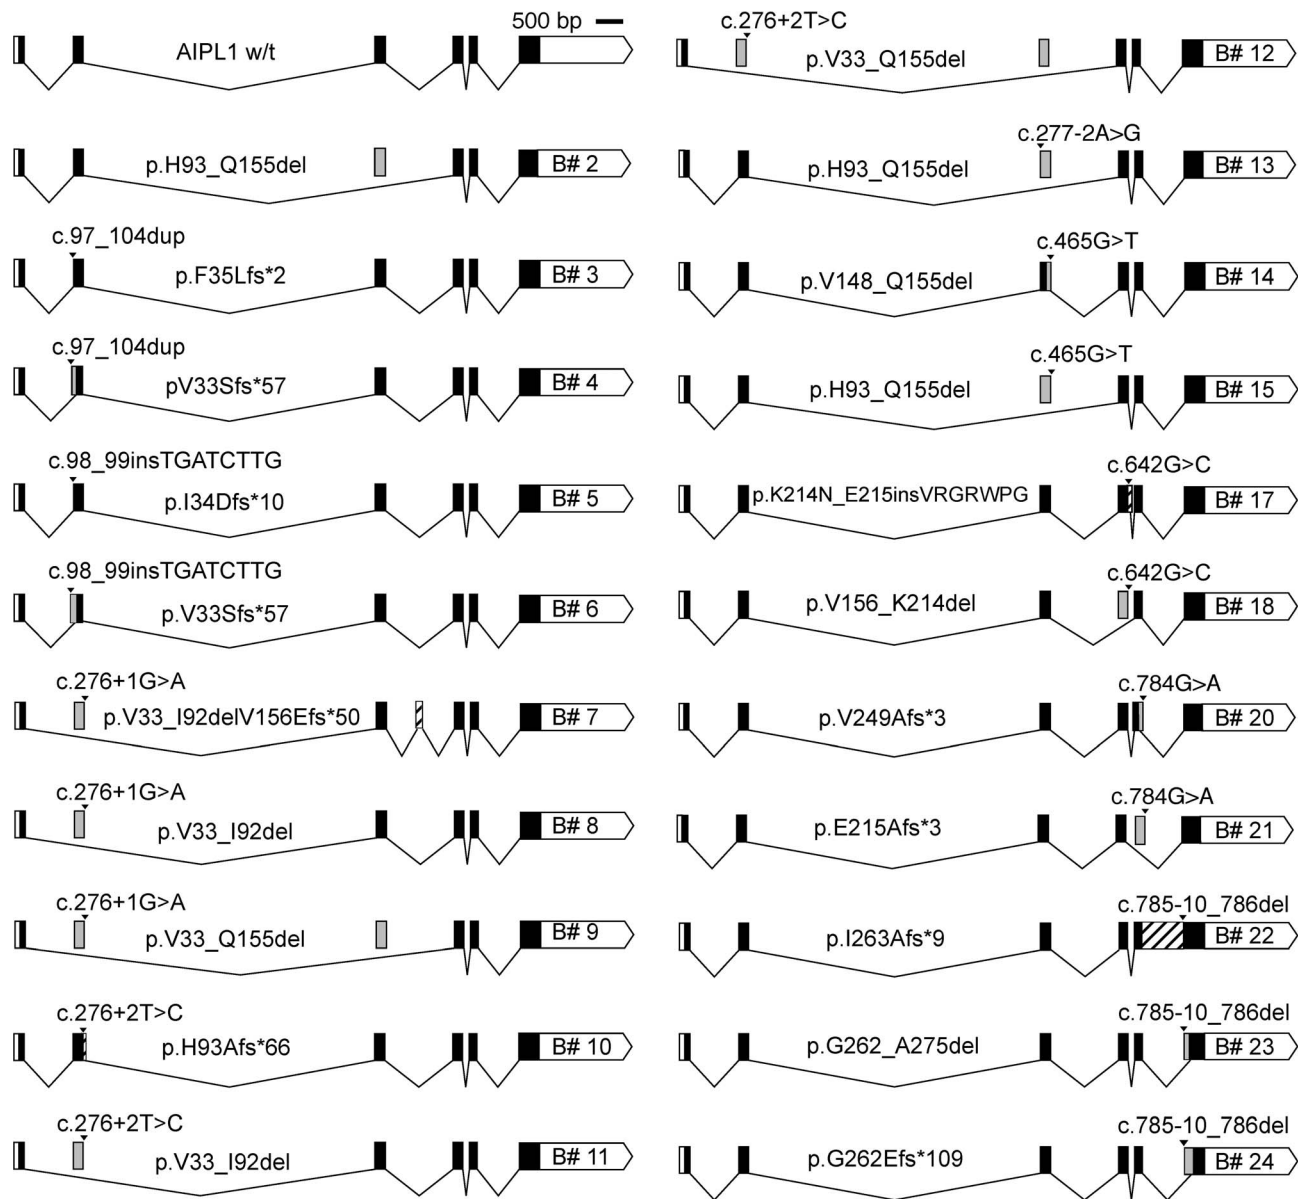 500 bp
AIPL1 w/t
p.H93_Q155del
B# 2
c.97_104dup
p.F35Lfs*2
B# 3
c.97_104dup
pV33Sfs*57
B# 4
c.98_99insTGATCTTG
p.I34Dfs*10
B# 5
c.98_99insTGATCTTG
p.V33Sfs*57
B# 6
c.276+1G>A
p.V33_I92delV156Efs*50
B# 7
c.276+1G>A
p.V33_I92del
B# 8
c.276+1G>A
p.V33_Q155del
B# 9
c.276+2T>C
p.H93Afs*66
B# 10
c.276+2T>C
p.V33_I92del
B# 11
c.276+2T>C
p.V33_Q155del
B# 12
c.277-2A>G
p.H93_Q155del
B# 13
c.465G>T
p.V148_Q155del
B# 14
c.465G>T
p.H93_Q155del
B# 15
c.642G>C
p.K214N_E215insVRGRWPG
B# 17
c.642G>C
p.V156_K214del
B# 18
c.784G>A
p.V249Afs*3
B# 20
c.784G>A
p.E215Afs*3
B# 21
c.785-10_786del
p.I263Afs*9
B# 22
c.785-10_786del
p.G262_A275del
B# 23
c.785-10_786del
p.G262Efs*109
B# 24